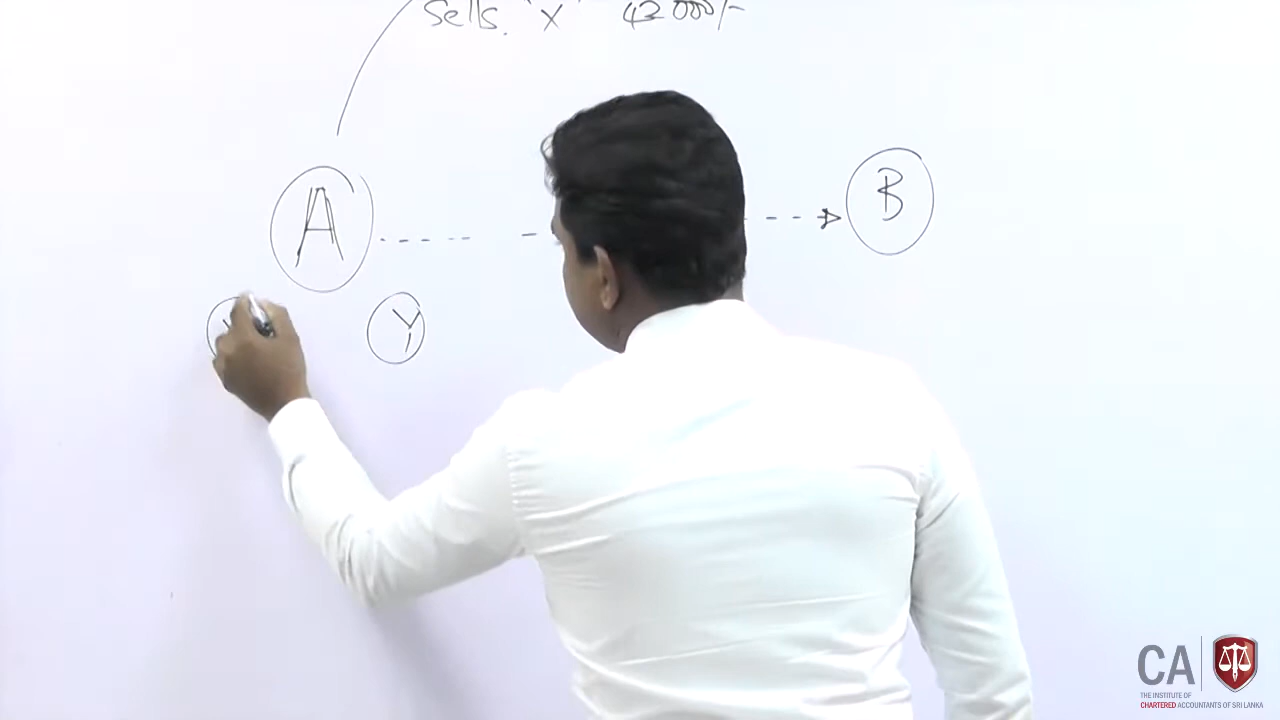 Sells. "X" 42000/-
A
B
Y
CA
THE INSTITUTE OF
CHARTERED ACCOUNTANTS OF SRI LANKA